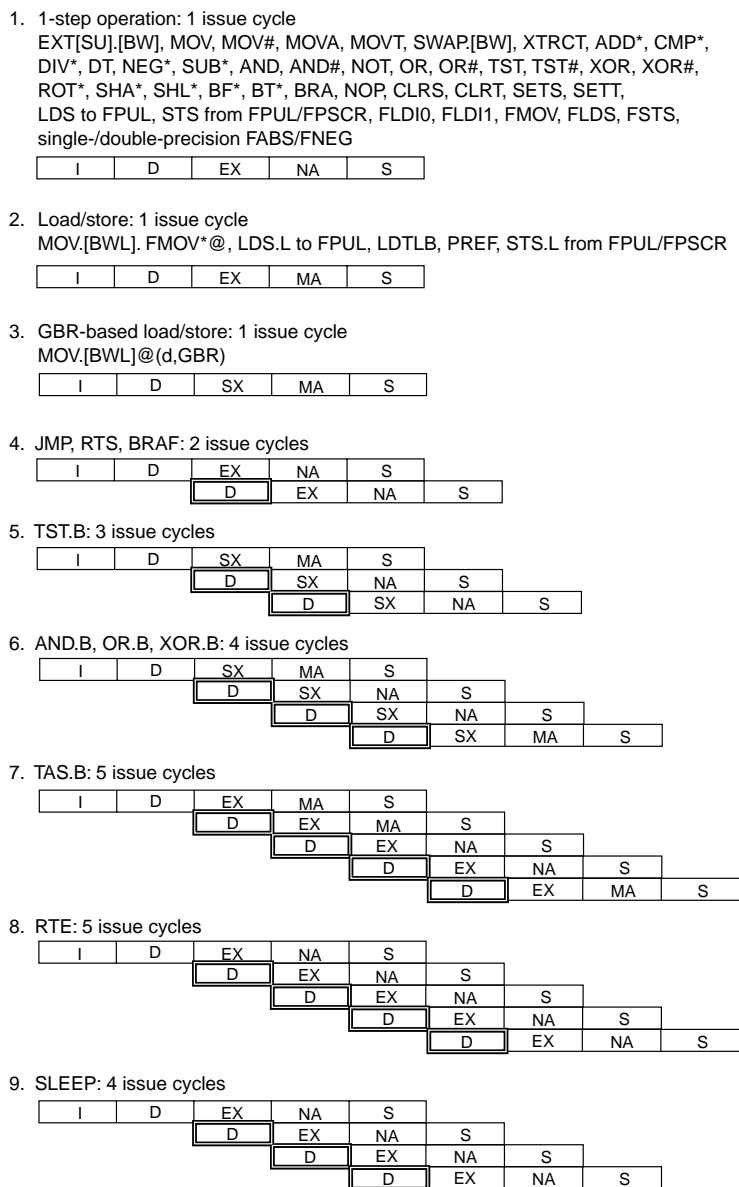 1. 1-step operation: 1 issue cycle
EXT[SU].[BW], MOV, MOV#, MOVA, MOVT, SWAP.[BW], XTRCT, ADD*, CMP*,
DIV*, DT, NEG*, SUB*, AND, AND#, NOT, OR, OR#, TST, TST#, XOR, XOR#,
ROT*, SHA*, SHL*, BF*, BT*, BRA, NOP, CLRS, CLRT, SETS, SETT,
LDS to FPUL, STS from FPUL/FPSCR, FLDI0, FLDI1, FMOV, FLDS, FSTS,
single-/double-precision FABS/FNEG
I D EX NA S
2. Load/store: 1 issue cycle
MOV.[BWL]. FMOV*@, LDS.L to FPUL, LDTLB, PREF, STS.L from FPUL/FPSCR
I D EX MA S
3. GBR-based load/store: 1 issue cycle
MOV.[BWL]@(d,GBR)
I D SX MA S
4. JMP, RTS, BRAF: 2 issue cycles
I D EX NA S
D EX NA S
5. TST.B: 3 issue cycles
I D SX MA S
D SX NA S
D SX NA S
6. AND.B, OR.B, XOR.B: 4 issue cycles
I D SX MA S
D SX NA S
D SX NA S
D SX MA S
7. TAS.B: 5 issue cycles
I D EX MA S
D EX MA S
D EX NA S
D EX NA S
D EX MA S
8. RTE: 5 issue cycles
I D EX NA S
D EX NA S
D EX NA S
D EX NA S
D EX NA S
9. SLEEP: 4 issue cycles
I D EX NA S
D EX NA S
D EX NA S
D EX NA S